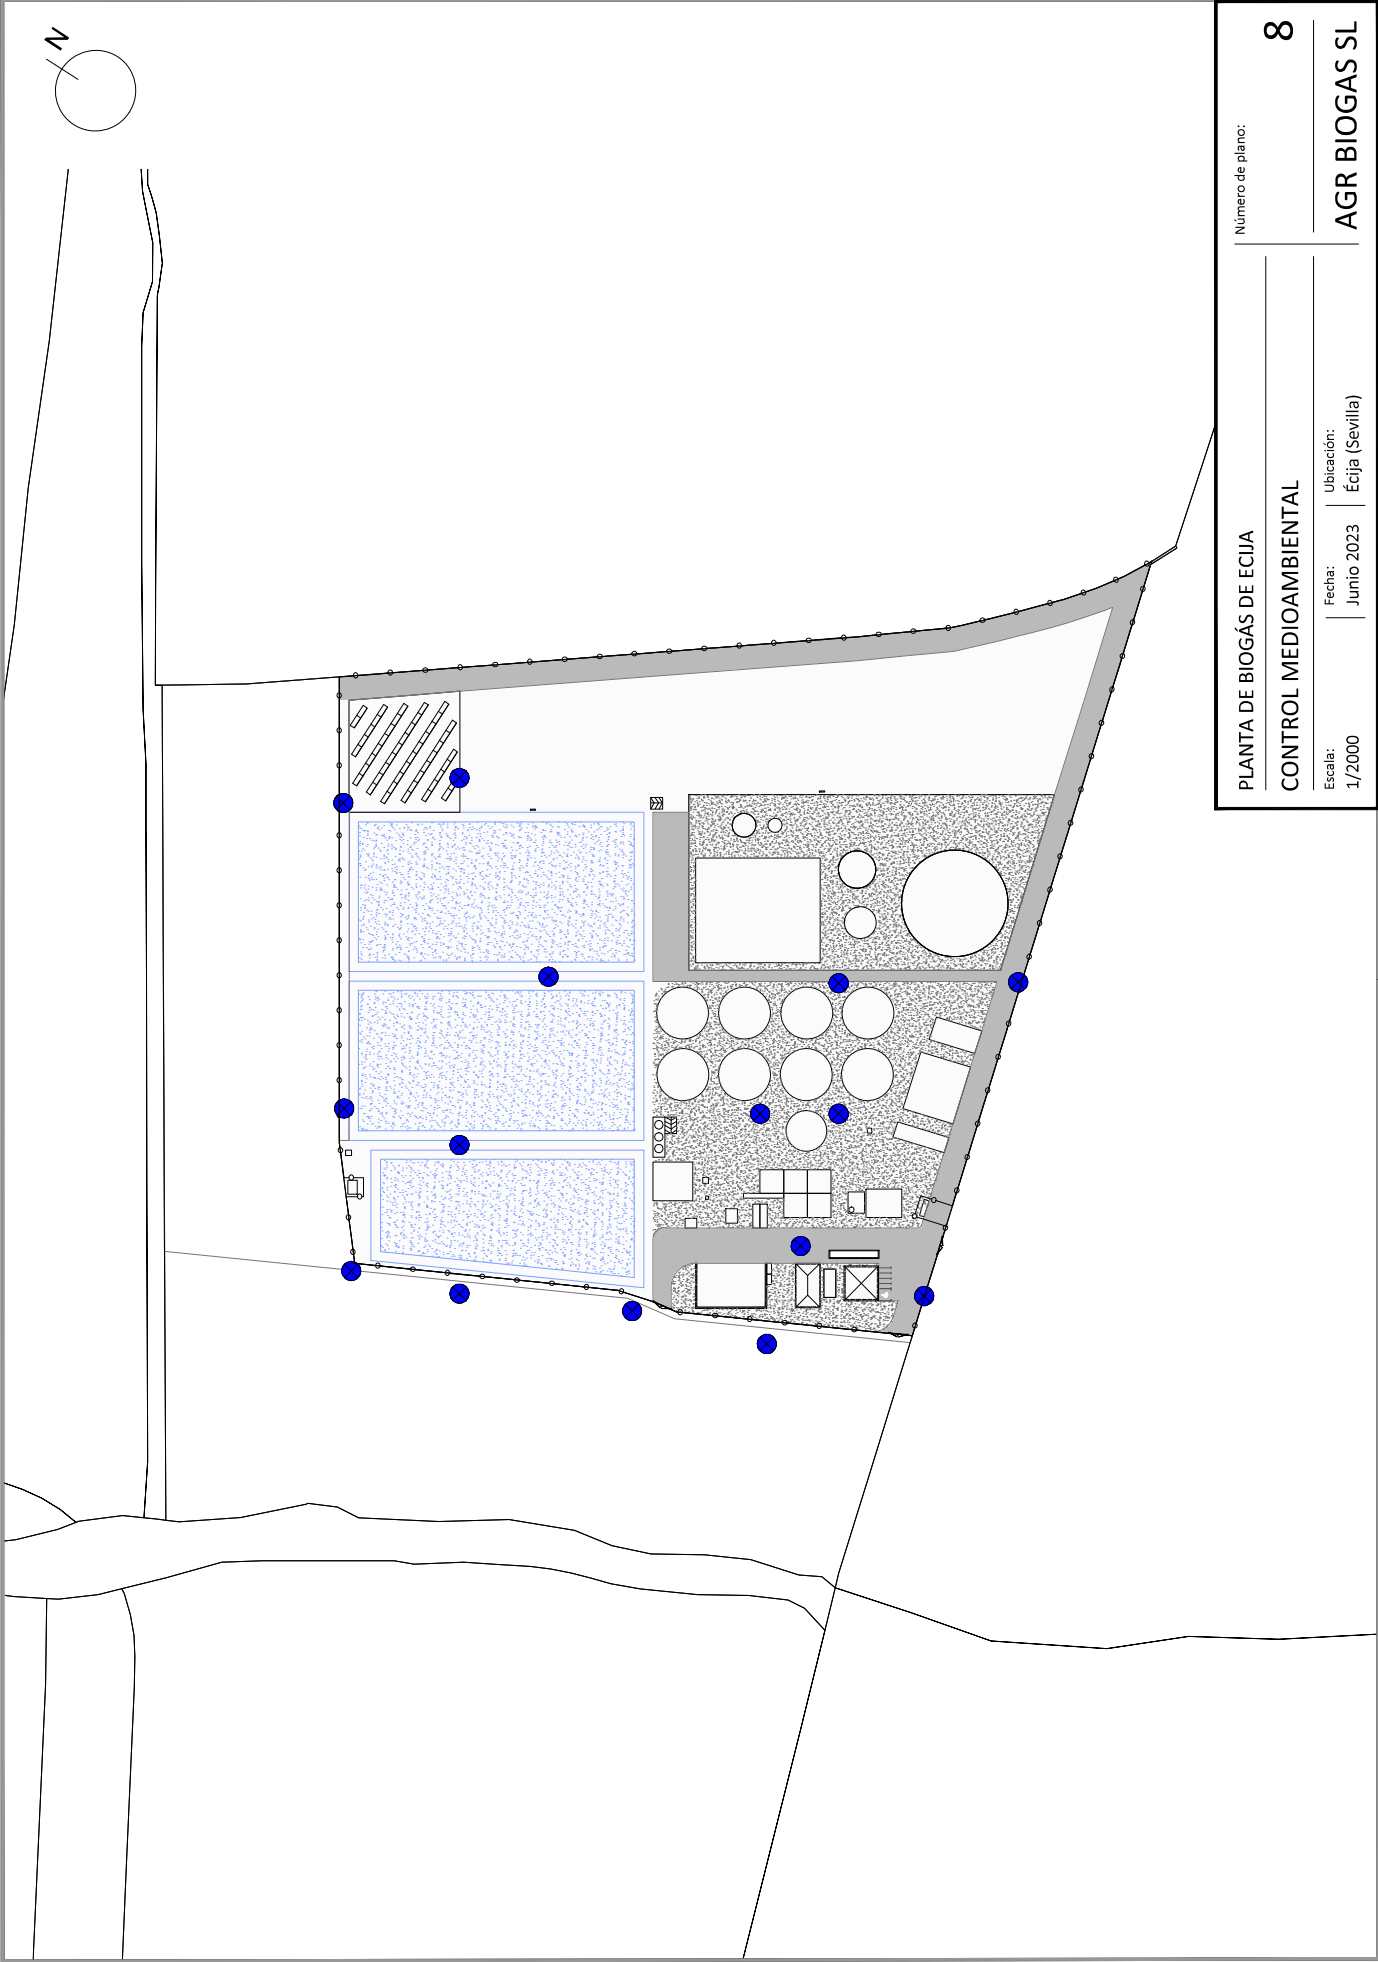 N
PLANTA DE BIOGÁS DE ECIJA
CONTROL MEDIOAMBIENTAL
Escala:
1/2000
Fecha:
Junio 2023
Ubicación:
Écija (Sevilla)
Número de plano:
8
AGR BIOGAS SL